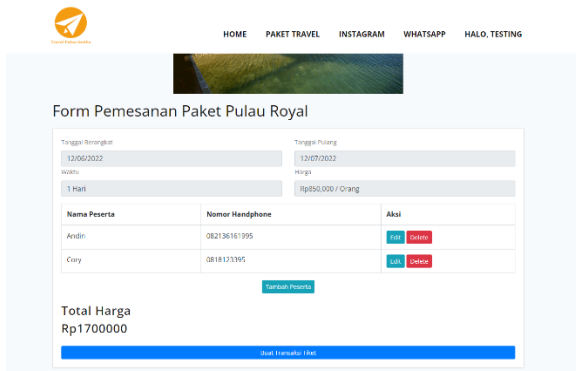 HOME PAKET TRAVEL INSTAGRAM WHATSAPP HALO, TESTING
Form Pemesanan Paket Pulau Royal
Tanggal Berangkat Tanggal Pulang
12/06/2022 12/07/2022
Waktu Harga
1 Hari Rp850,000 / Orang
Nama Peserta Nomor Handphone Aksi
Andin 082136161995 Edit Delete
Cory 0818123395 Edit Delete
Tambah Peserta
Total Harga
Rp1700000
Buat Transaksi Tiket